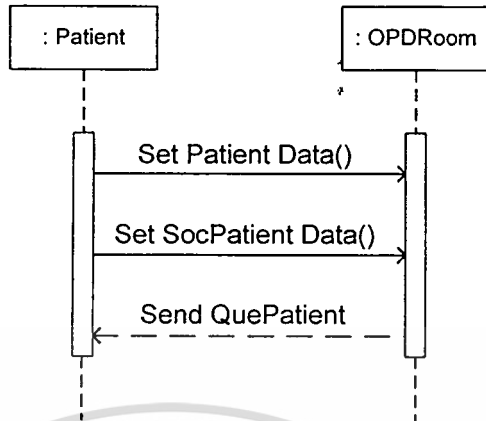 : Patient
: OPDRoom
Set Patient Data()
Set SocPatient Data()
Send QuePatient